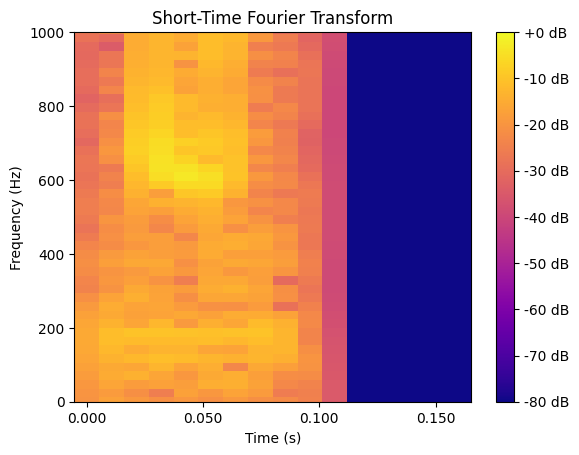 Short-Time Fourier Transform
Frequency (Hz)
1000
800
600
400
200
0
0.000
0.050
0.100
0.150
Time (s)
+0 dB
-10 dB
-20 dB
-30 dB
-40 dB
-50 dB
-60 dB
-70 dB
-80 dB